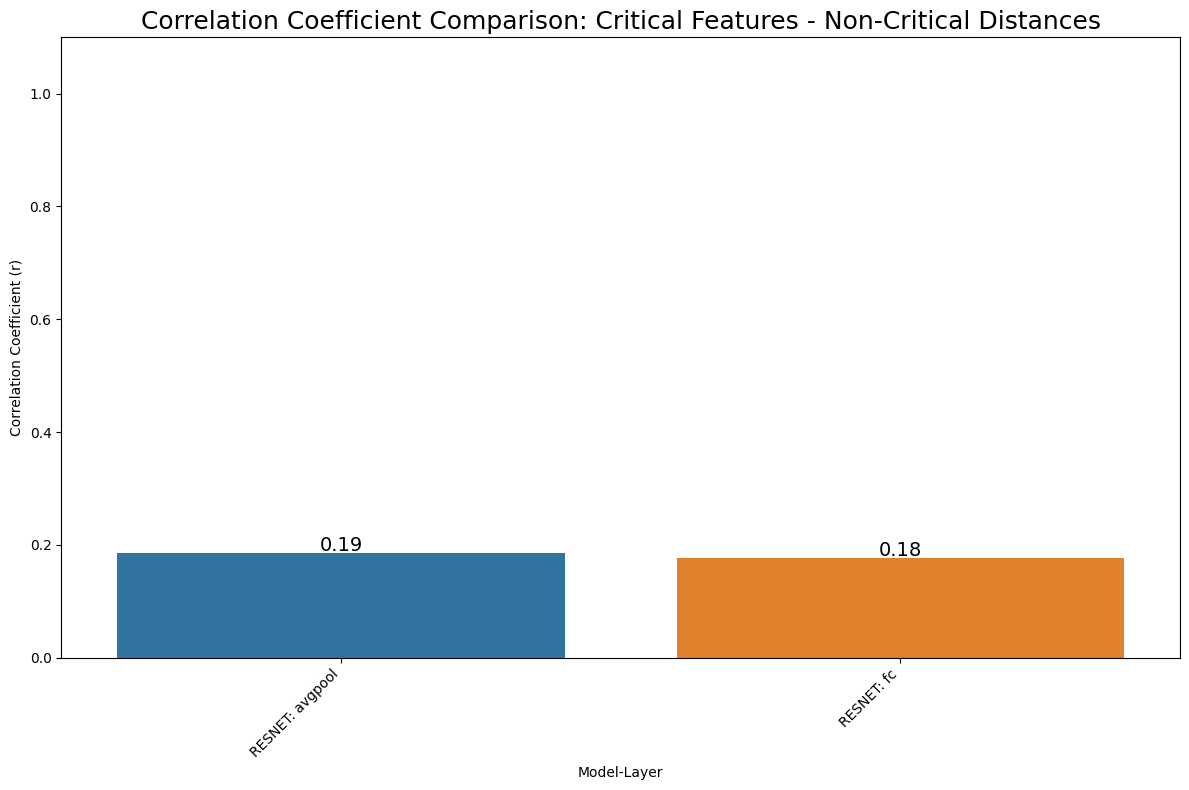 Correlation Coefficient Comparison: Critical Features - Non-Critical Distances
Correlation Coefficient (r)
1.0
0.8
0.6
0.4
0.2
0.0
0.19
0.18
RESNET: avgpool
RESNET: fc
Model-Layer